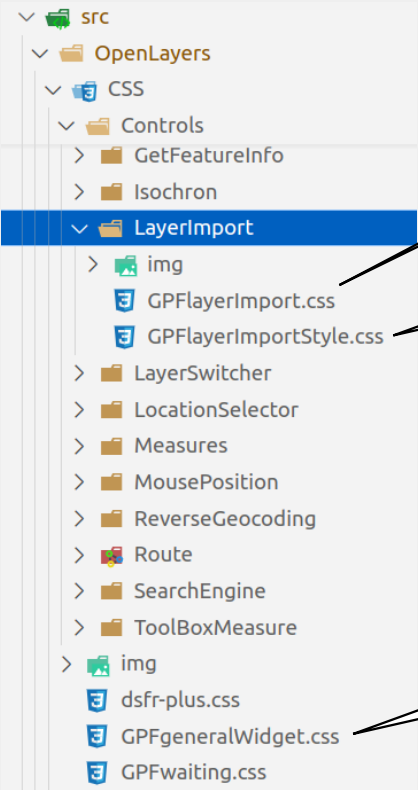 src
OpenLayers
CSS
Controls
GetFeatureInfo
Isochron
LayerImport
img
GPFlayerImport.css
GPFlayerImportStyle.css
LayerSwitcher
LocationSelector
Measures
MousePosition
ReverseGeocoding
Route
SearchEngine
ToolBoxMeasure
img
dsfr-plus.css
GPFgeneralWidget.css
GPFwaiting.css